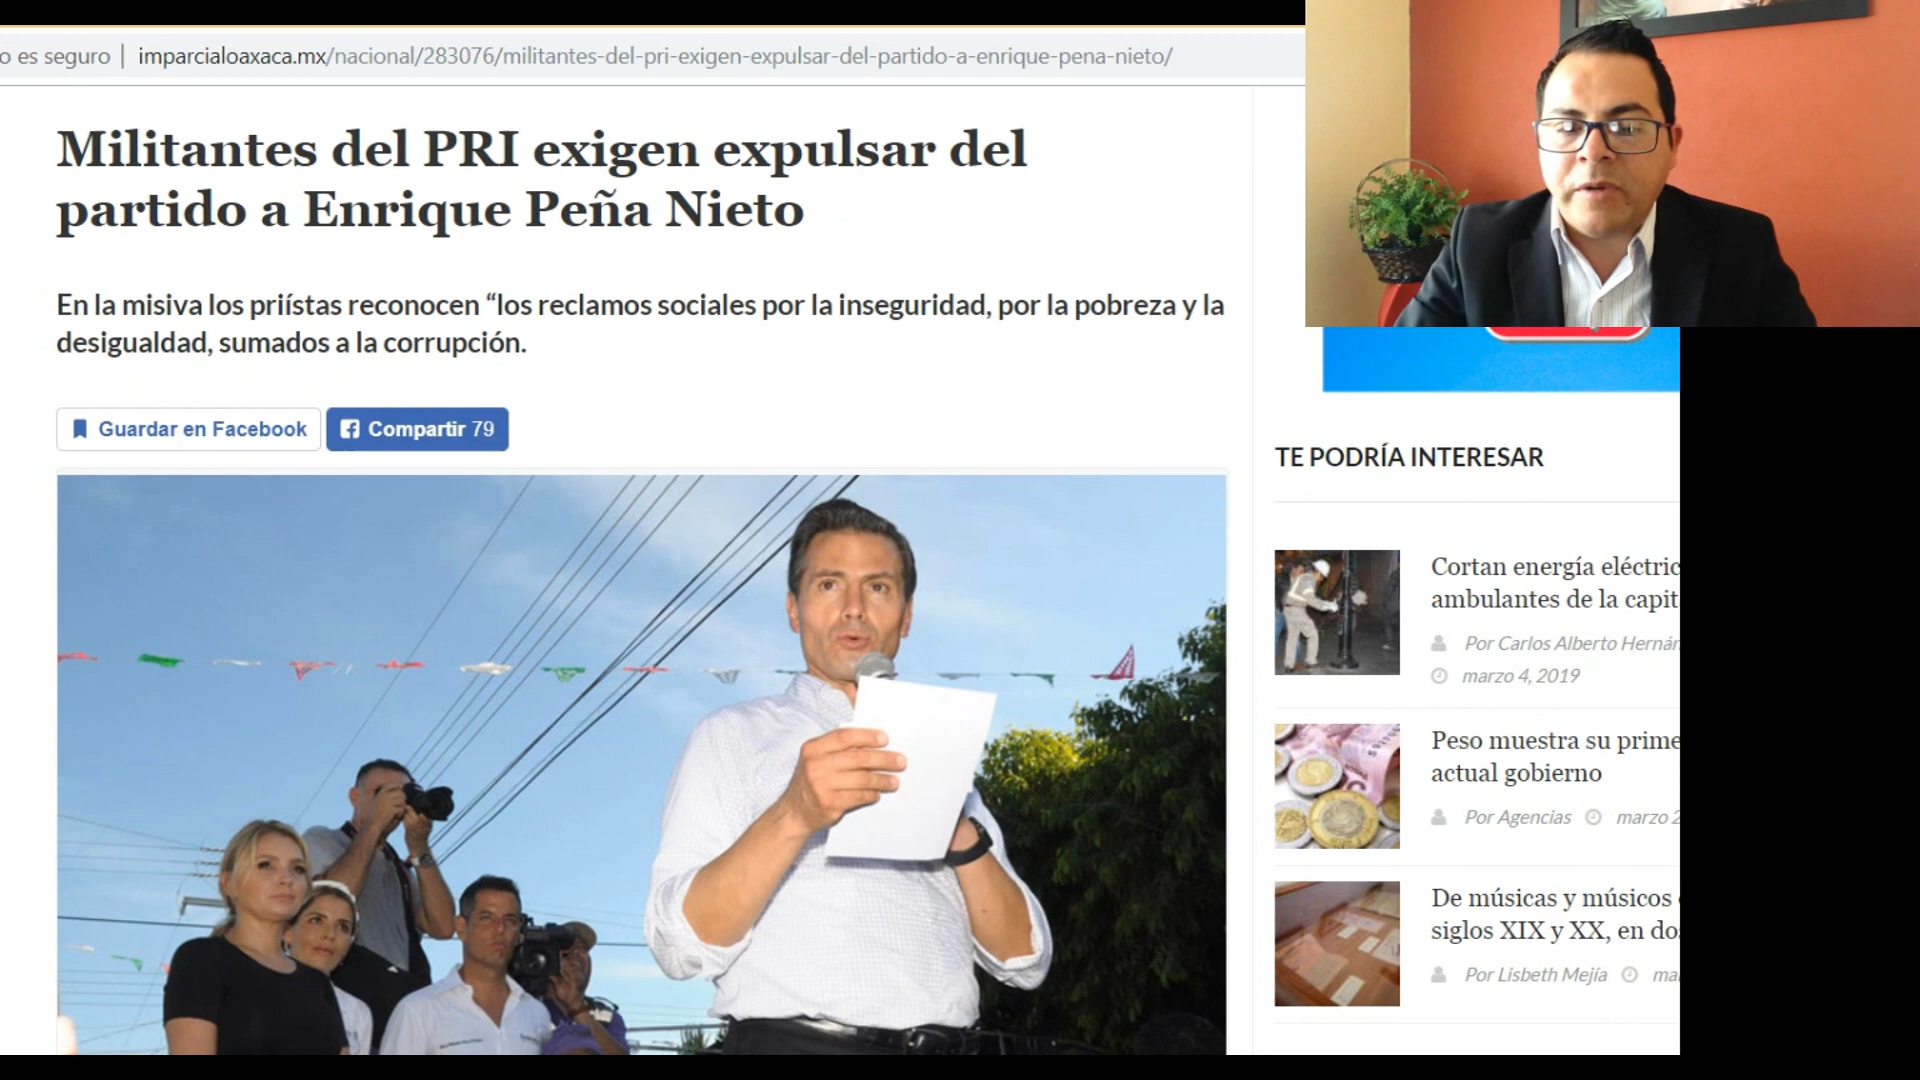 o es seguro | imparcialoaxaca.mx/nacional/283076/militantes-del-pri-exigen-expulsar-del-partido-a-enrique-pena-nieto/
Militantes del PRI exigen expulsar del
partido a Enrique Peña Nieto
En la misiva los priístas reconocen “los reclamos sociales por la inseguridad, por la pobreza y la
desigualdad, sumados a la corrupción.
Guardar en Facebook
Compartir 79
TE PODRÍA INTERESAR
Cortan energía eléctric
ambulantes de la capit
Por Carlos Alberto Hernán
marzo 4, 2019
Peso muestra su prime
actual gobierno
Por Agencias marzo 2
De músicas y músicos
siglos XIX y XX, en do
Por Lisbeth Mejía ma